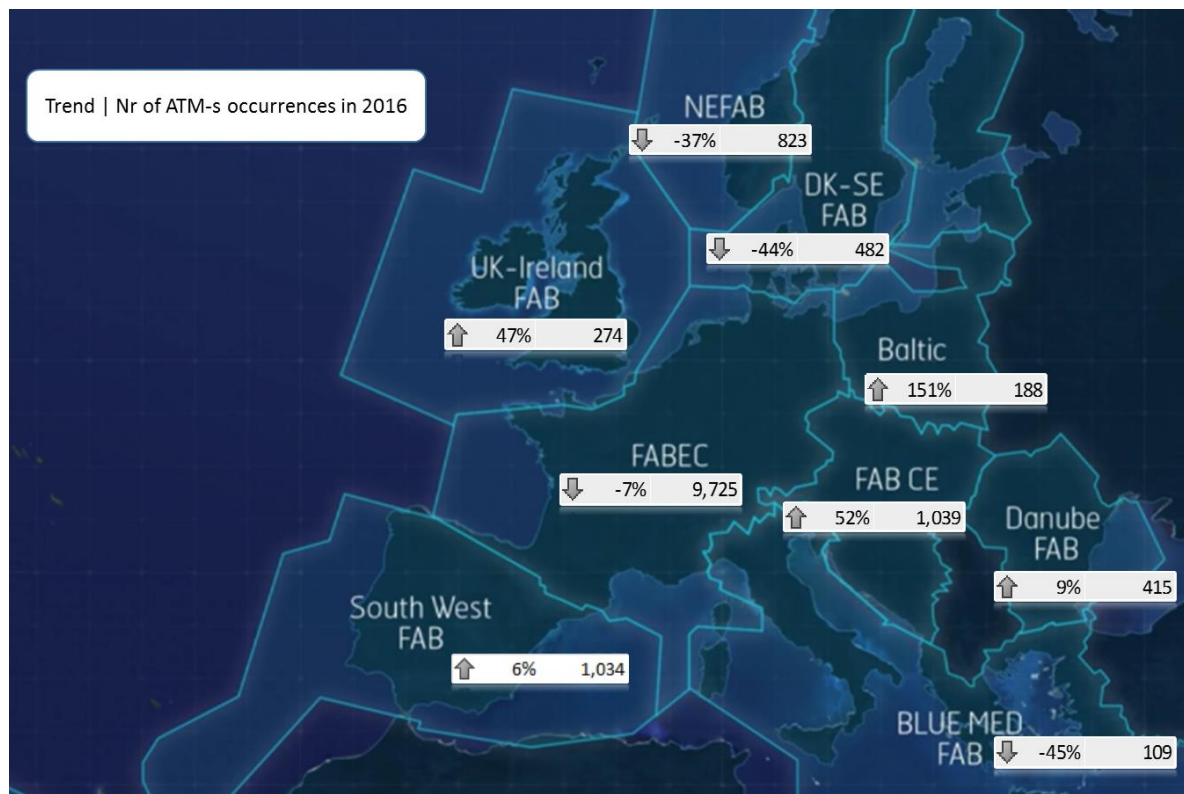 Trend | Nr of ATM-s occurrences in 2016
NEFAB
-37% 823
DK-SE
FAB
-44% 482
UK-Ireland
FAB
47% 274
Baltic
151% 188
FABEC
-7% 9,725
FAB CE
52% 1,039
Danube
FAB
9% 415
South West
FAB
6% 1,034
BLUE MED
FAB
-45% 109